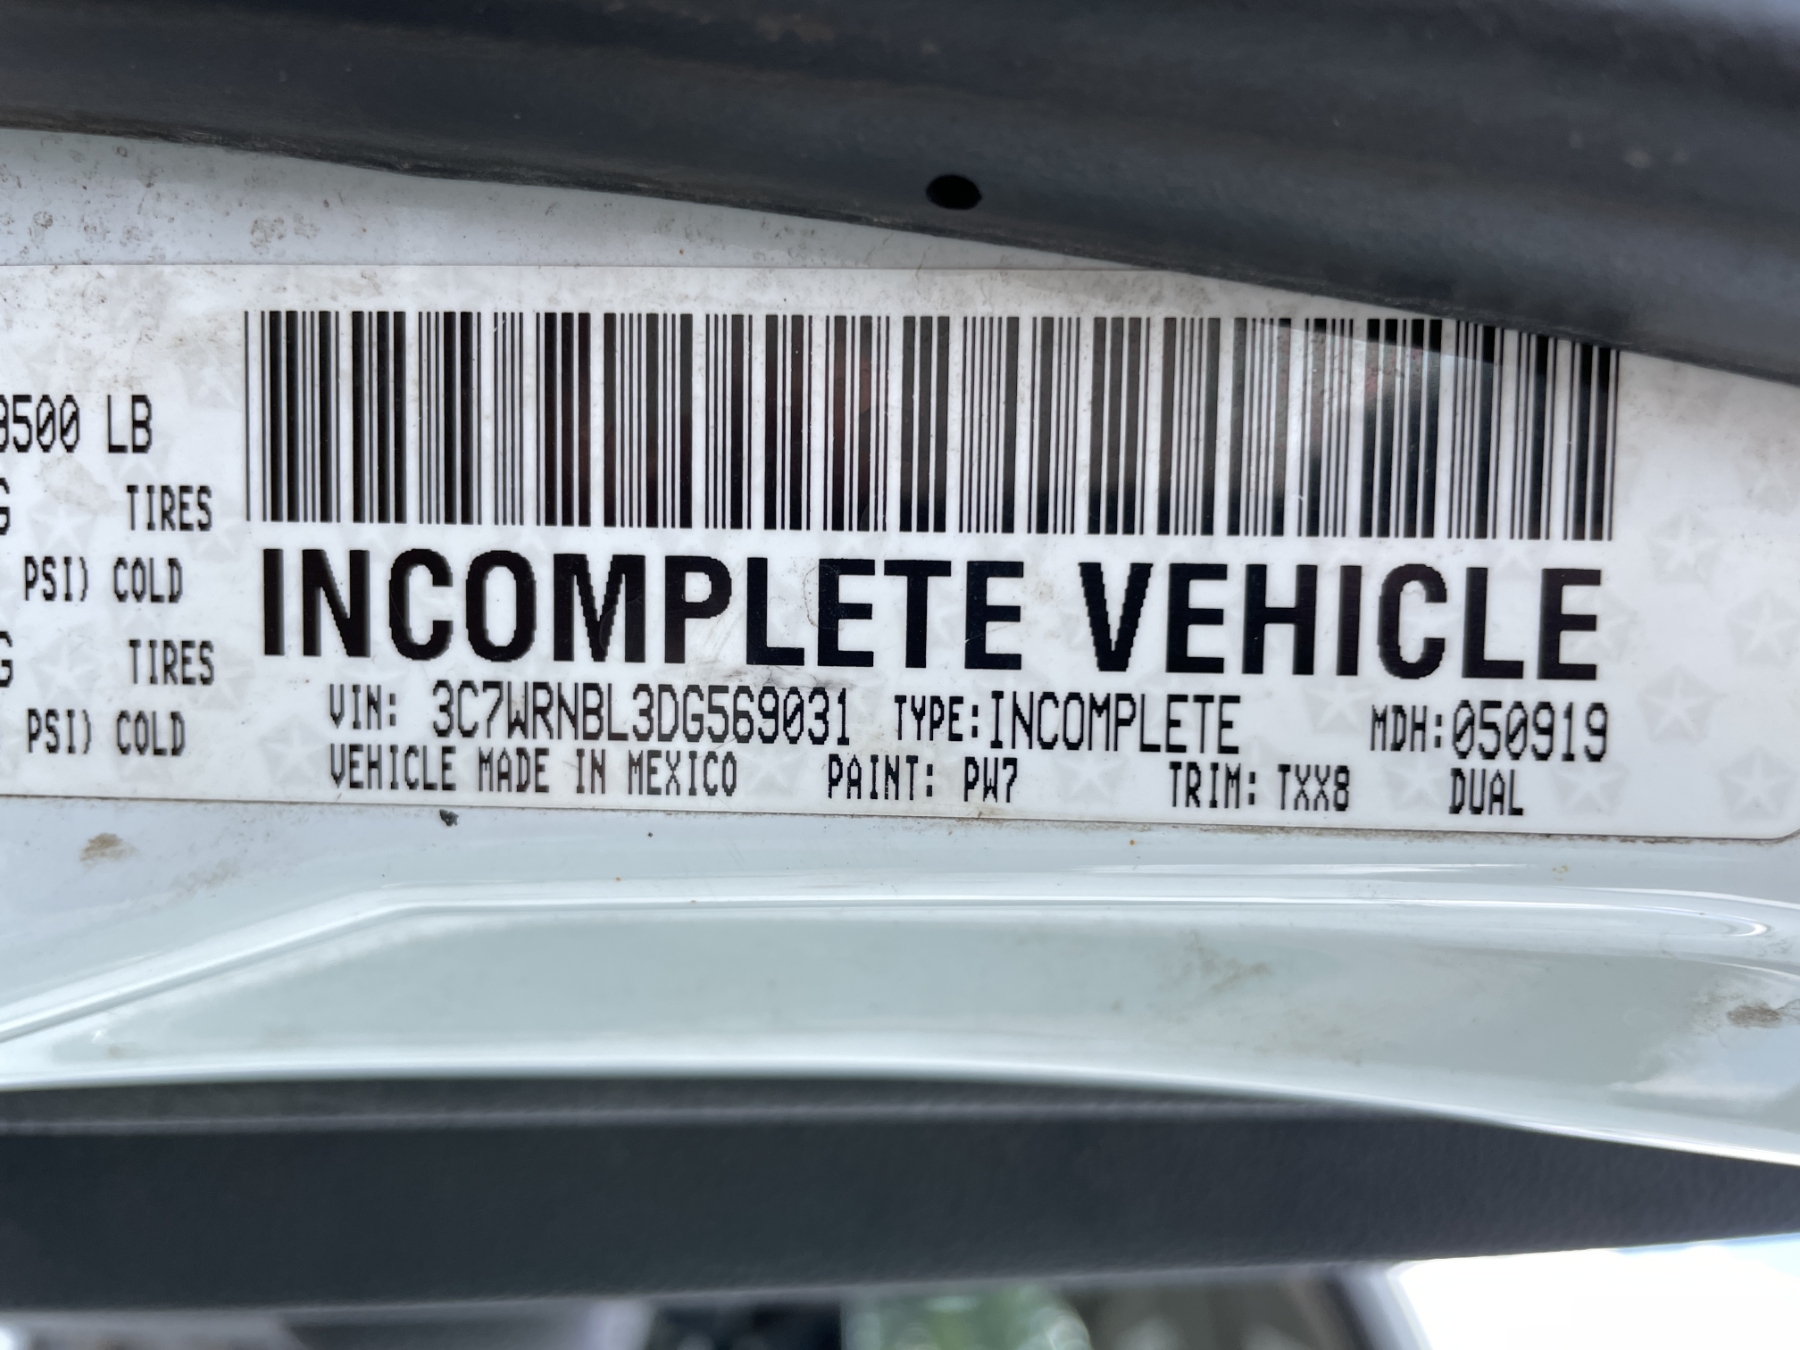 8500 LB
G TIRES
PSI) COLD
G TIRES
PSI) COLD
INCOMPLETE VEHICLE
VIN: 3C7WRNBL3DG569031 TYPE:INCOMPLETE MDH:050919
VEHICLE MADE IN MEXICO PAINT: PW7 TRIM: TXX8 DUAL